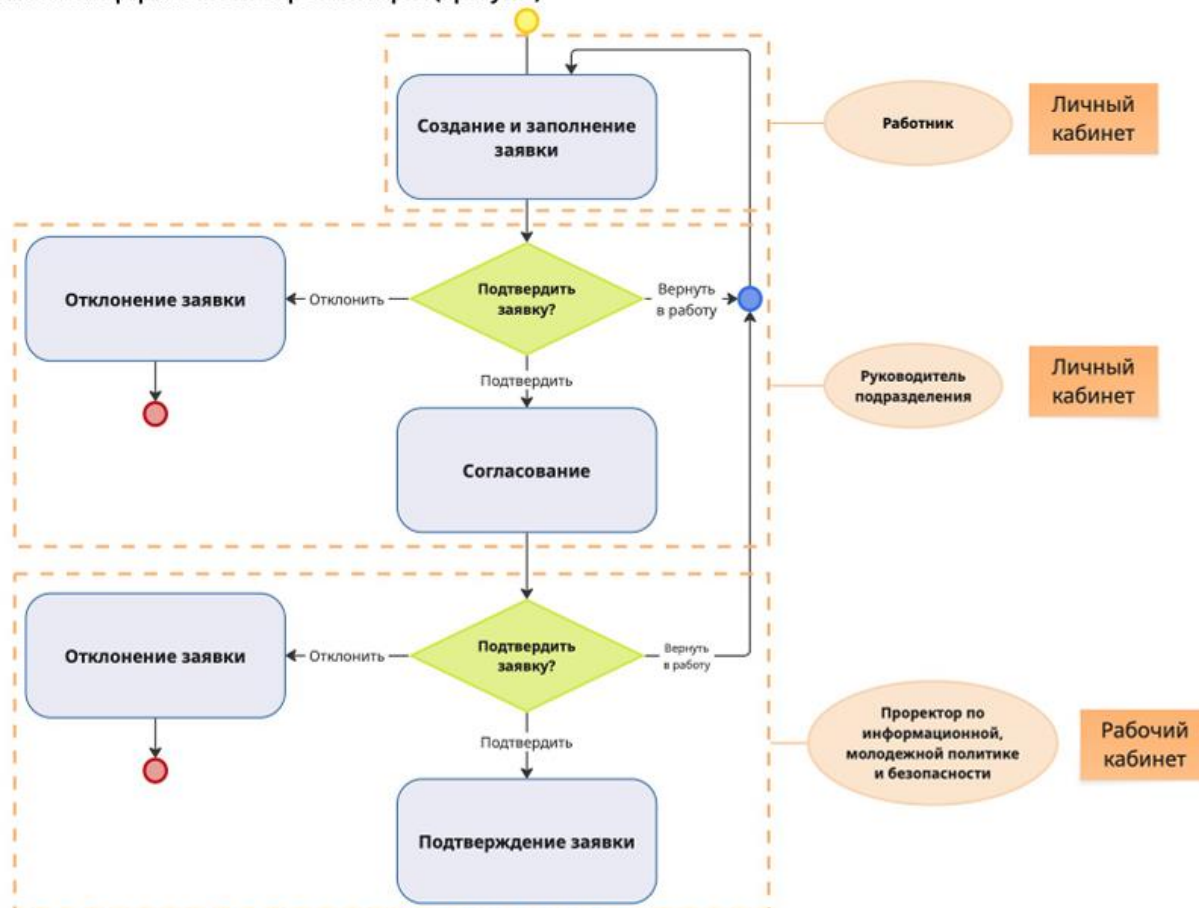 Создание и заполнение
заявки
Работник
Личный
кабинет
Отклонение заявки
Отклонить
Подтвердить
заявку?
Вернуть
в работу
Подтвердить
Руководитель
подразделения
Личный
кабинет
Согласование
Отклонение заявки
Отклонить
Подтвердить
заявку?
Вернуть
в работу
Подтвердить
Проректор по
информационной,
молодежной политике
и безопасности
Рабочий
кабинет
Подтверждение заявки